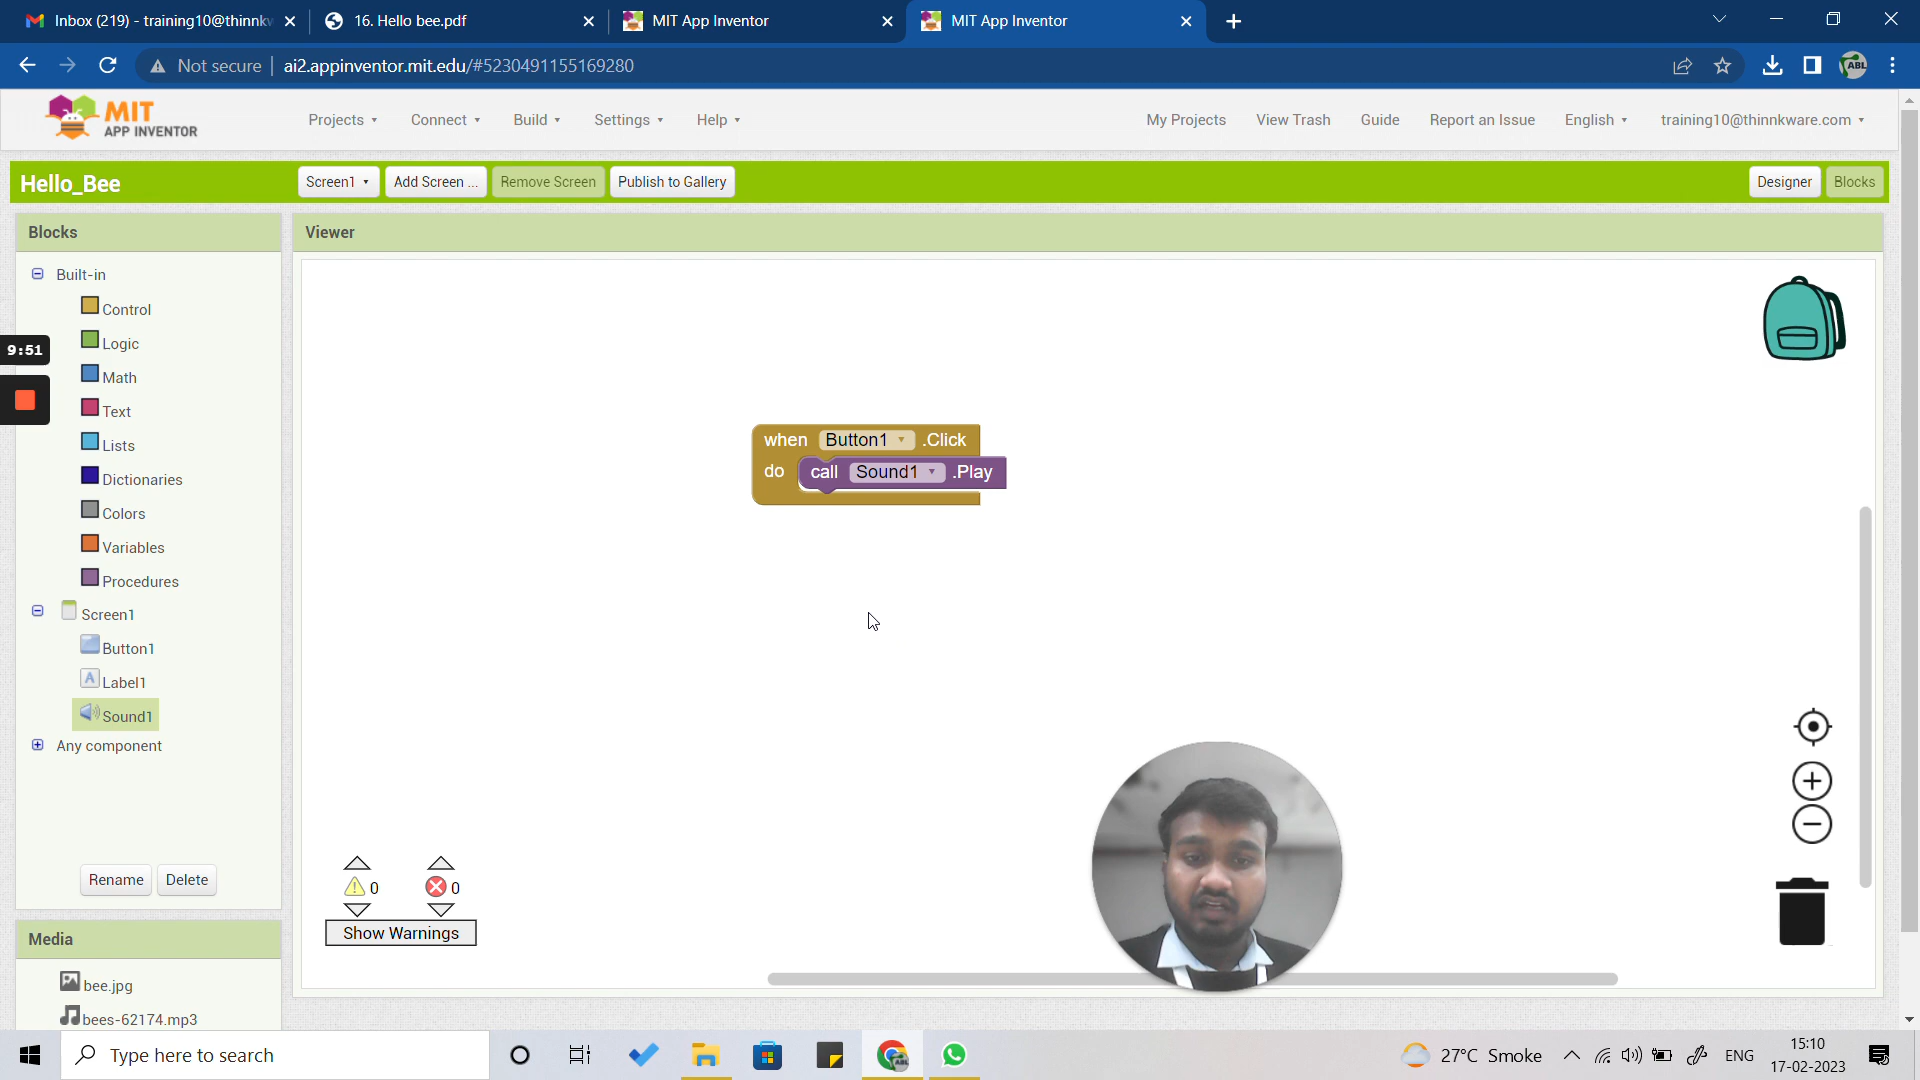 Inbox (219) - training10@thinnkw
16. Hello bee.pdf
MIT App Inventor
MIT App Inventor
Not secure
ai2.appinventor.mit.edu/#5230491155169280
ABL
MIT
APP INVENTOR
Projects
Connect
Build
Settings
Help
My Projects
View Trash
Guide
Report an Issue
English
training10@thinnkware.com
Hello_Bee
Screen1
Add Screen ...
Remove Screen
Publish to Gallery
Designer
Blocks
Blocks
Viewer
Built-in
Control
Logic
9:51
Math
Text
Lists
Dictionaries
Colors
Variables
Procedures
Screen1
Button1
Label1
Sound1
Any component
when Button1 .Click
do call Sound1 .Play
Rename
Delete
0
0
Show Warnings
Media
bee.jpg
bees-62174.mp3
Type here to search
27°C Smoke
ENG
15:10
17-02-2023